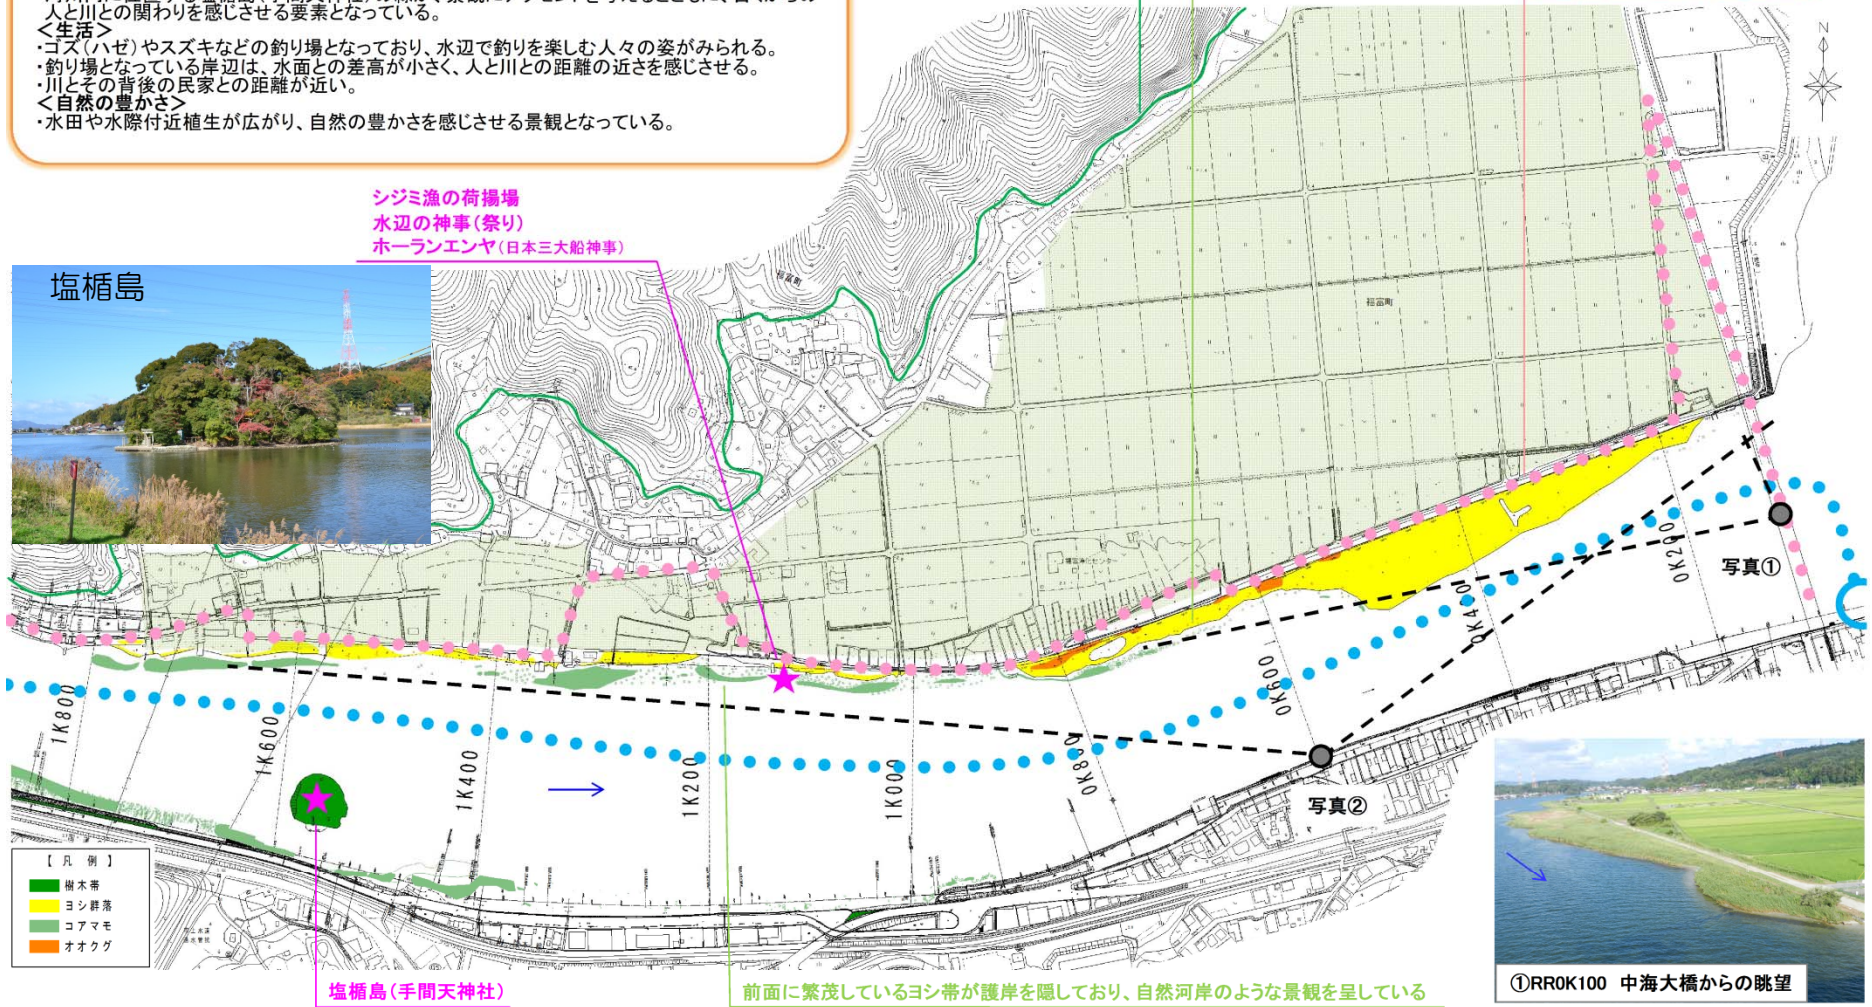 人と川との関わりを感じさせる要素となっている。
<生活>
・ゴズ(ハゼ)やスズキなどの釣り場となっており、水辺で釣りを楽しむ人々の姿がみられる。
・釣り場となっている岸辺は、水面との差高が小さく、人と川との距離の近さを感じさせる。
・川とその背後の民家との距離が近い。
<自然の豊かさ>
・水田や水際付近植生が広がり、自然の豊かさを感じさせる景観となっている。
N
シジミ漁の荷揚場
水辺の神事(祭り)
ホーランエンヤ(日本三大船神事)
塩楯島
福富町
福富町
写真①
0K200
0K400
0K600
0K800
1K000
1K200
1K400
1K600
1K800
写真②
【 凡 例 】
樹木帯
ヨシ群落
コアマモ
オオクグ
塩楯島(手間天神社)
前面に繁茂しているヨシ帯が護岸を隠しており、自然河岸のような景観を呈している
①RR0K100 中海大橋からの眺望